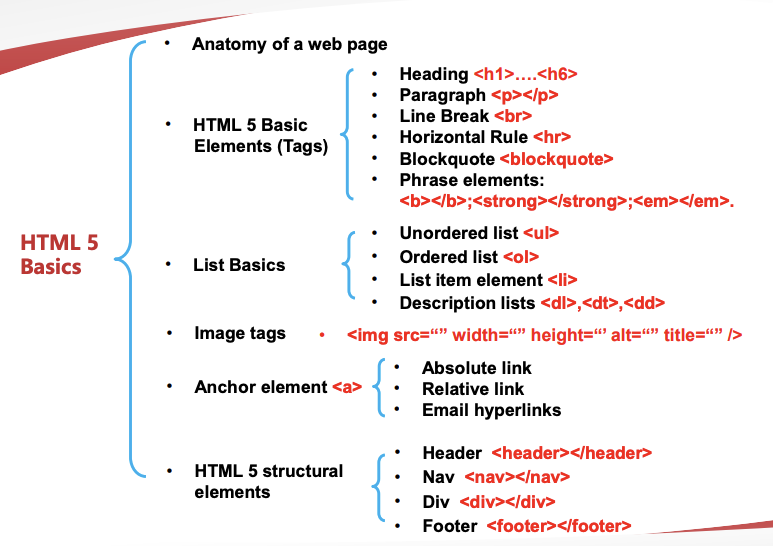 HTML 5
Basics
• Anatomy of a web page
• HTML 5 Basic
Elements (Tags)
• Heading <h1>….<h6>
• Paragraph <p></p>
• Line Break <br>
• Horizontal Rule <hr>
• Blockquote <blockquote>
• Phrase elements:
<b></b>;<strong></strong>;<em></em>.
• List Basics
• Unordered list <ul>
• Ordered list <ol>
• List item element <li>
• Description lists <dl>,<dt>,<dd>
• Image tags
• <img src=“” width=“” height=“’ alt=“” title=“” />
• Anchor element <a>
• Absolute link
• Relative link
• Email hyperlinks
• HTML 5 structural
elements
• Header <header></header>
• Nav <nav></nav>
• Div <div></div>
• Footer <footer></footer>